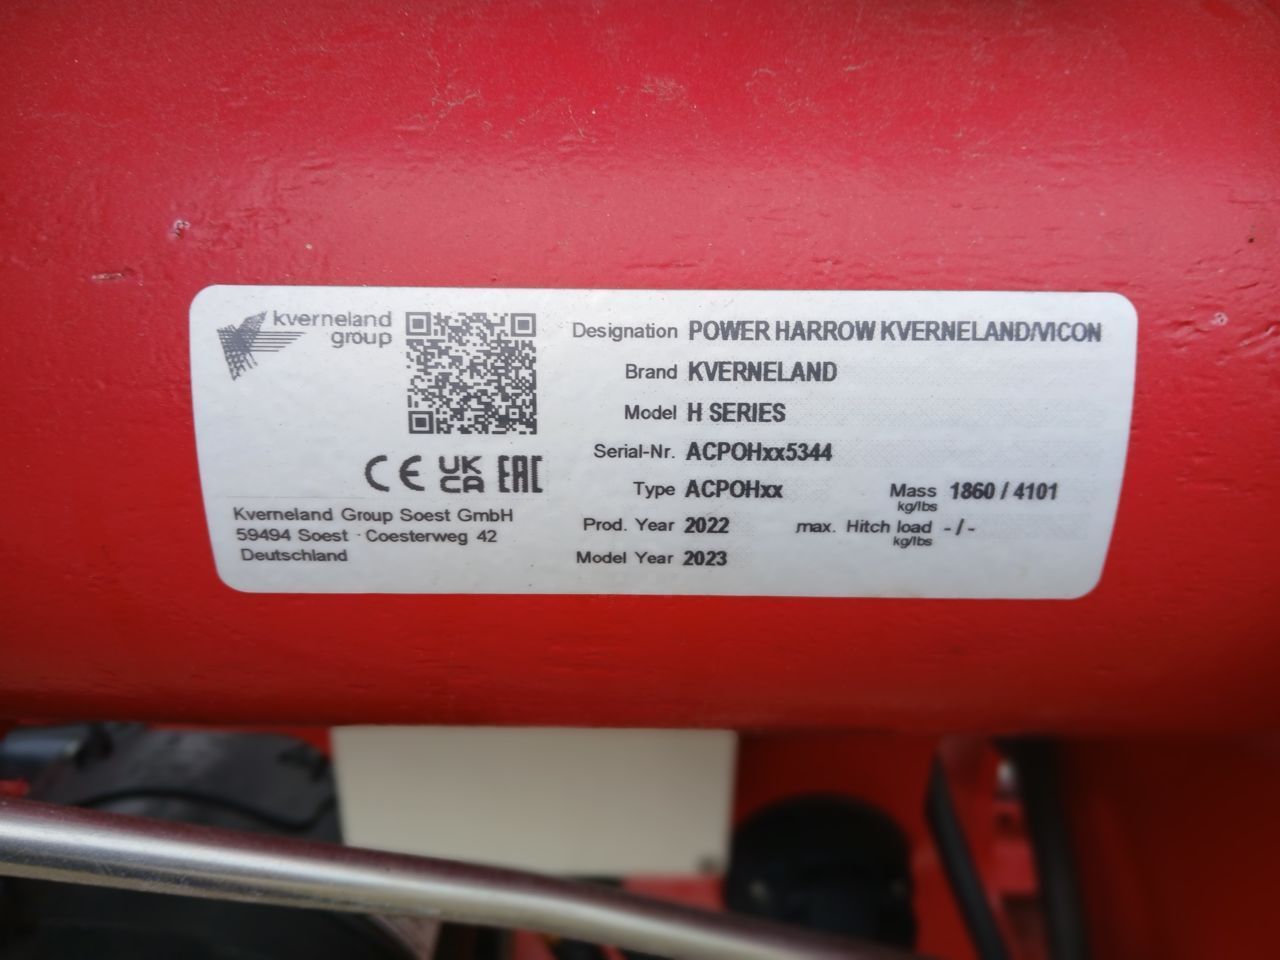 kverneland
group
CE UK CA EAC
Kverneland Group Soest GmbH
59494 Soest · Coesterweg 42
Deutschland
Designation POWER HARROW KVERNELAND/VICON
Brand KVERNELAND
Model H SERIES
Serial-Nr. ACPOHxx5344
Type ACPOHxx Mass kg/lbs 1860 / 4101
Prod. Year 2022 max. Hitch load kg/lbs - / -
Model Year 2023